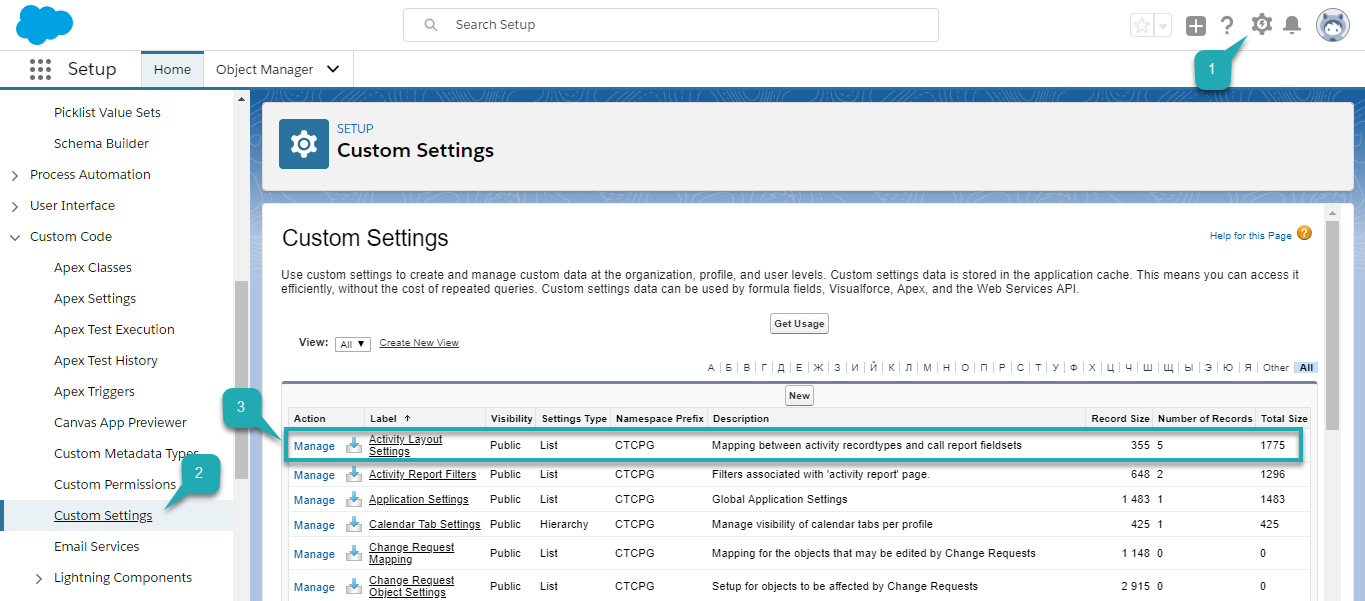 Search Setup
1
Setup
Home
Object Manager
Picklist Value Sets
Schema Builder
Process Automation
User Interface
Custom Code
Apex Classes
Apex Settings
Apex Test Execution
Apex Test History
Apex Triggers
Canvas App Previewer
Custom Metadata Types
Custom Permissions
2
Custom Settings
Email Services
Lightning Components
SETUP
Custom Settings
Custom Settings
Help for this Page ?
Use custom settings to create and manage custom data at the organization, profile, and user levels. Custom settings data is stored in the application cache. This means you can access it
efficiently, without the cost of repeated queries. Custom settings data can be used by formula fields, Visualforce, Apex, and the Web Services API.
Get Usage
View: All ▼ Create New View
А | Б | В | Г | Д | Е | Ж | З | И | Й | К | Л | М | Н | О | П | Р | С | Т | У | Ф | Х | Ц | Ч | Ш | Щ | Ы | Э | Ю | Я | Other All
New
3
Action Label ↑ Visibility Settings Type Namespace Prefix Description Record Size Number of Records Total Size
Manage Activity Layout Settings Public List CTCPG Mapping between activity recordtypes and call report fieldsets 355 5 1775
Manage Activity Report Filters Public List CTCPG Filters associated with 'activity report' page. 648 2 1296
Manage Application Settings Public List CTCPG Global Application Settings 1 483 1 1483
Manage Calendar Tab Settings Public Hierarchy CTCPG Manage visibility of calendar tabs per profile 425 1 425
Manage Change Request Mapping Public List CTCPG Mapping for the objects that may be edited by Change Requests 1 148 0 0
Manage Change Request Object Settings Public List CTCPG Setup for objects to be affected by Change Requests 2 915 0 0